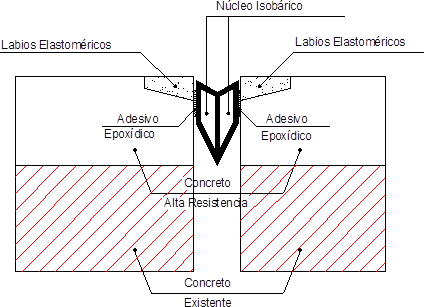 Núcleo Isobárico
Labios Elastoméricos
Labios Elastoméricos
Adesivo
Epoxídico
Adesivo
Epoxídico
Concreto
Alta Resistencia
Concreto
Existente